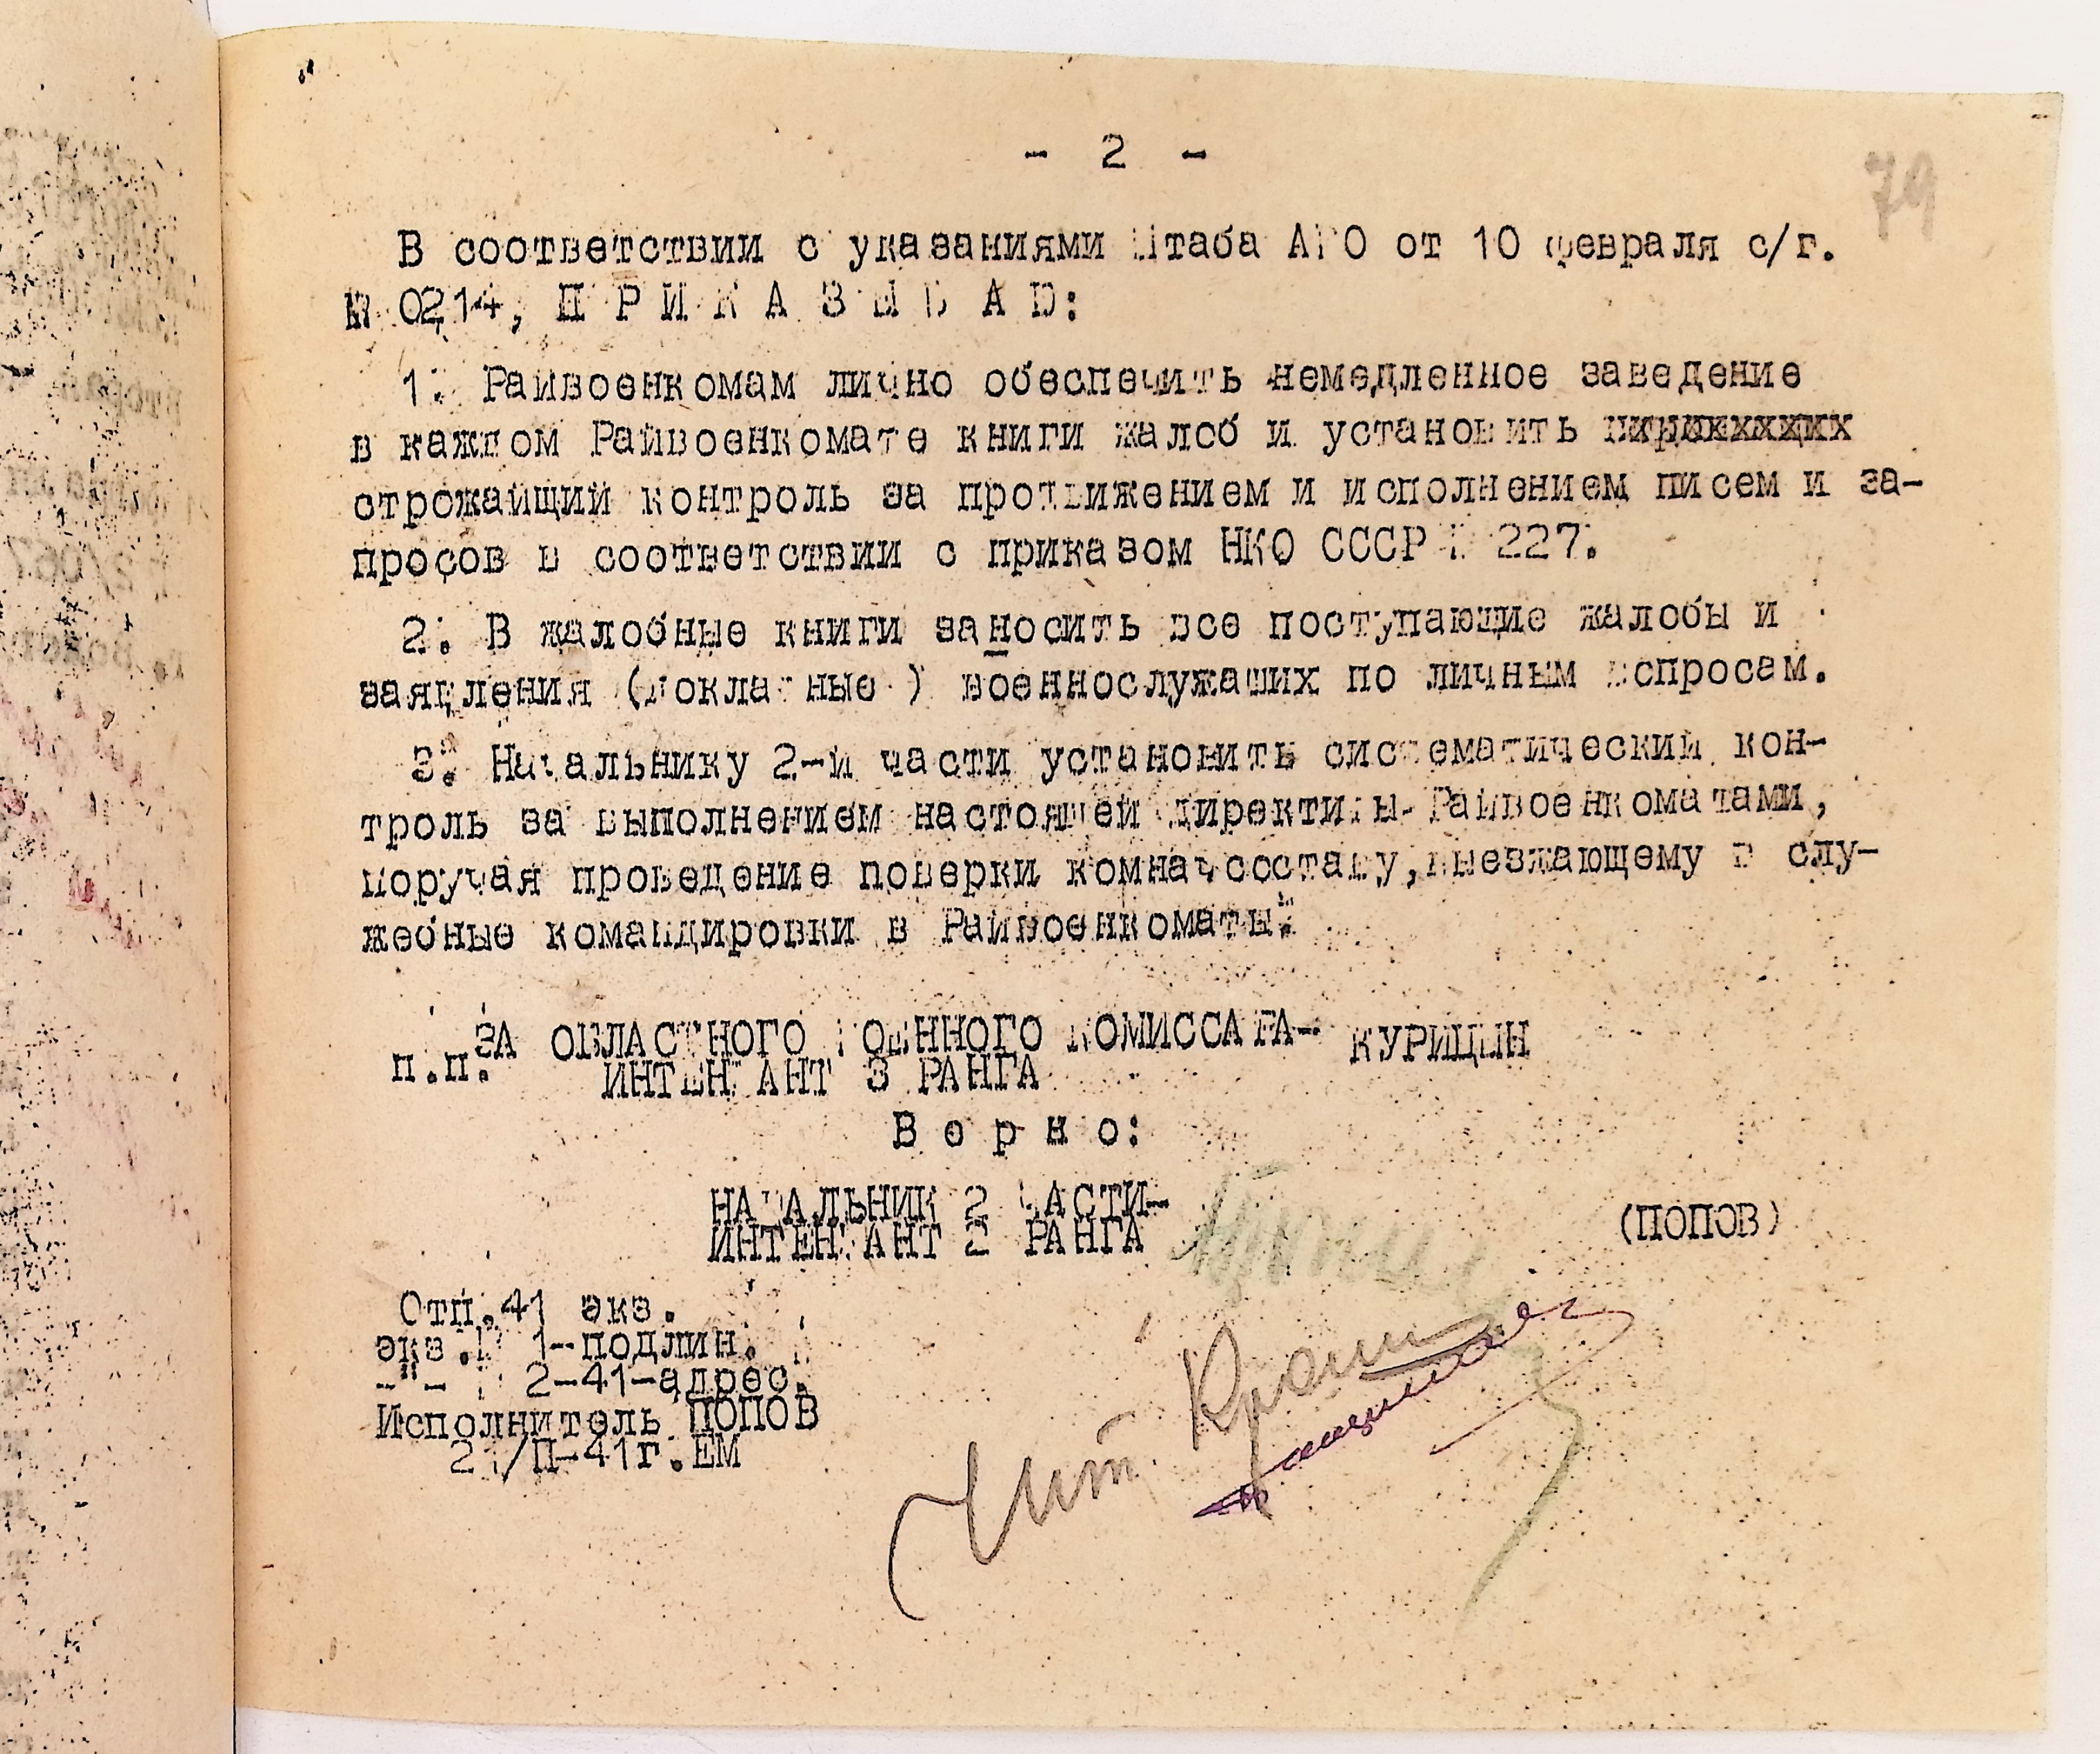 - 2 -
79
В соответствии с указаниями Штаба АВО от 10 февраля с/г.
№ 0214, П Р И К А З Ы В А Ю:
1. Райвоенкомам лично обеспечить немедленное заведение
в каждом Райвоенкомате книги жалоб и установить
строжайщий контроль за продвижением и исполнением писем и за-
просов в соответствии с приказом НКО СССР № 227.
2. В жалобные книги заносить все поступающие жалобы и
заявления (докладные ) военнослужащих по личным вопросам.
3. Начальнику 2-й части установить систематический кон-
троль за выполнением настоящей директивы Райвоенкоматами,
поручая проведение поверки комначсоставу, выезжающему в слу-
жебные командировки в Райвоенкоматы.
п.п. ЗА ОБЛАСТНОГО ВОЕННОГО КОМИССАРА- КУРИЦЫН
ИНТЕНДАНТ 3 РАНГА
В е р н о:
НАЧАЛЬНИК 2 ЧАСТИ-
ИНТЕНДАНТ 2 РАНГА (ПОПОВ)
Отп.41 экз.
экз.№ 1-подлин.
-"- № 2-41-адрес.
Исполнитель ПОПОВ
/П-41г.ЕМ
Чит.